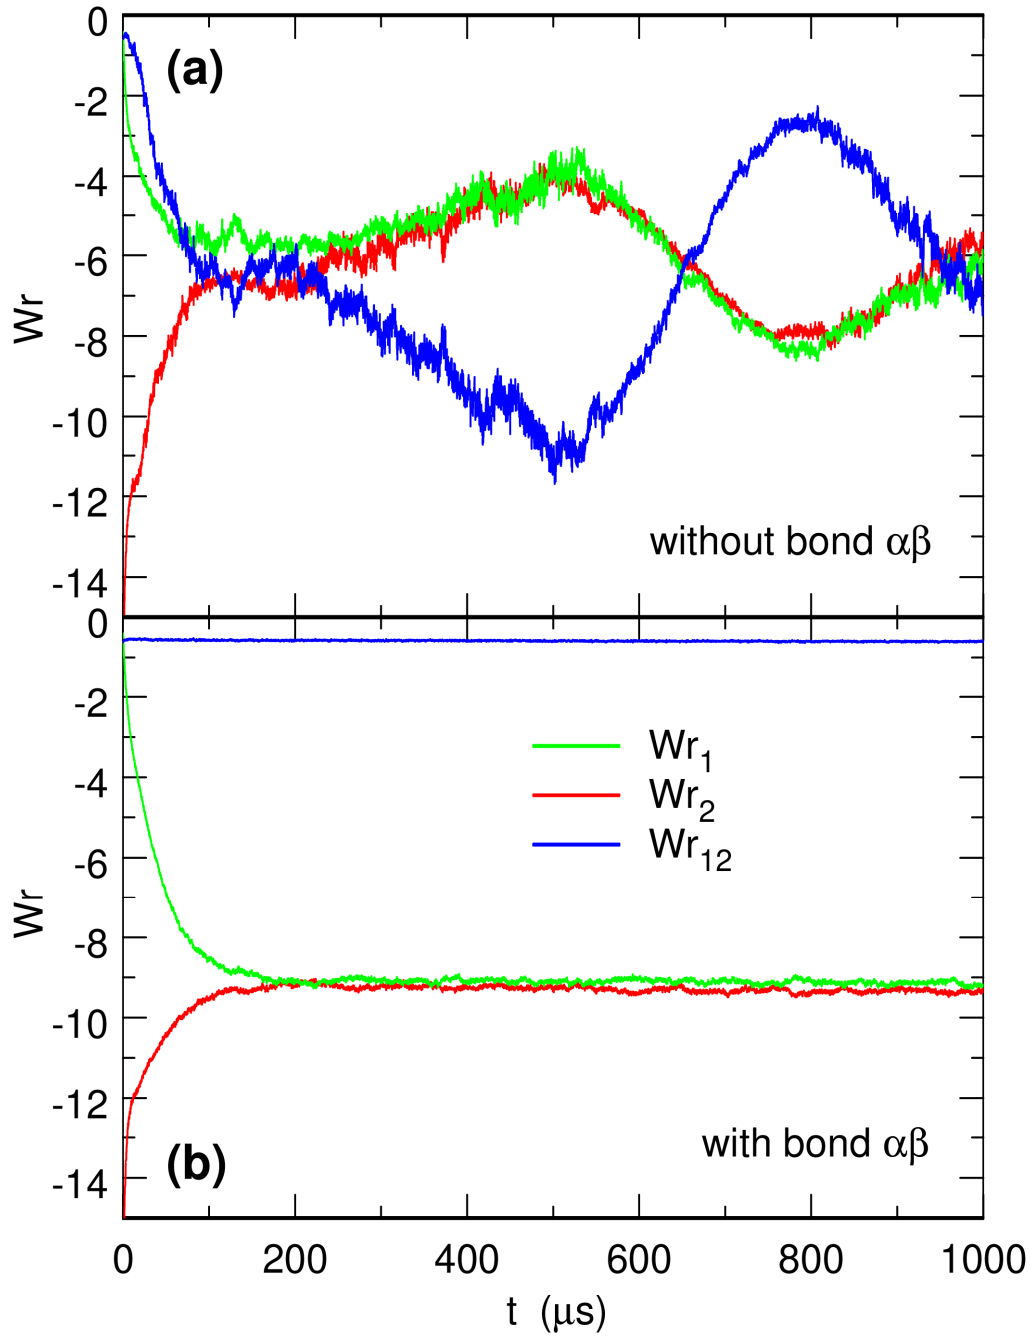 0
-2
-4
-6
-8
-10
-12
-14
Wr
(a)
without bond αβ
0
-2
-4
-6
-8
-10
-12
-14
Wr
Wr1
Wr2
Wr12
with bond αβ
(b)
0 200 400 600 800 1000
t (μs)